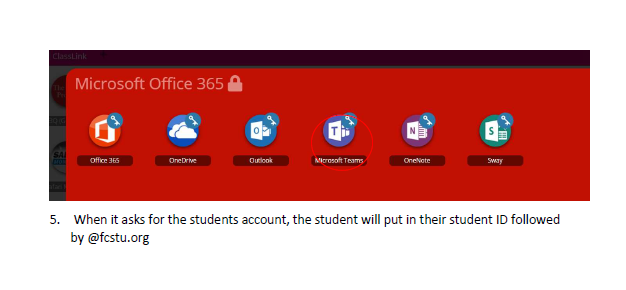 ClassLink
Microsoft Office 365
Office 365 OneDrive Outlook Microsoft Teams OneNote Sway
5. When it asks for the students account, the student will put in their student ID followed
by @fcstu.org